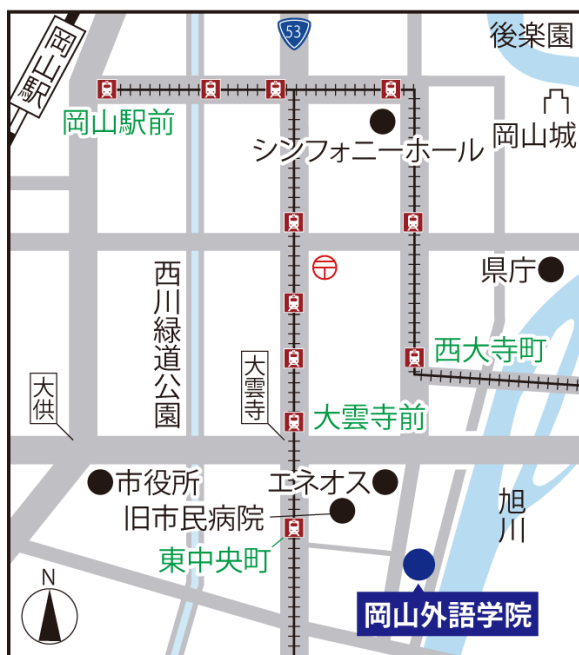 53
後楽園
岡山駅
岡山駅前
岡山城
シンフォニーホール
〒
県庁
西川緑道公園
西大寺町
大供
大雲寺
大雲寺前
市役所
エネオス
旧市民病院
旭川
東中央町
N
岡山外語学院